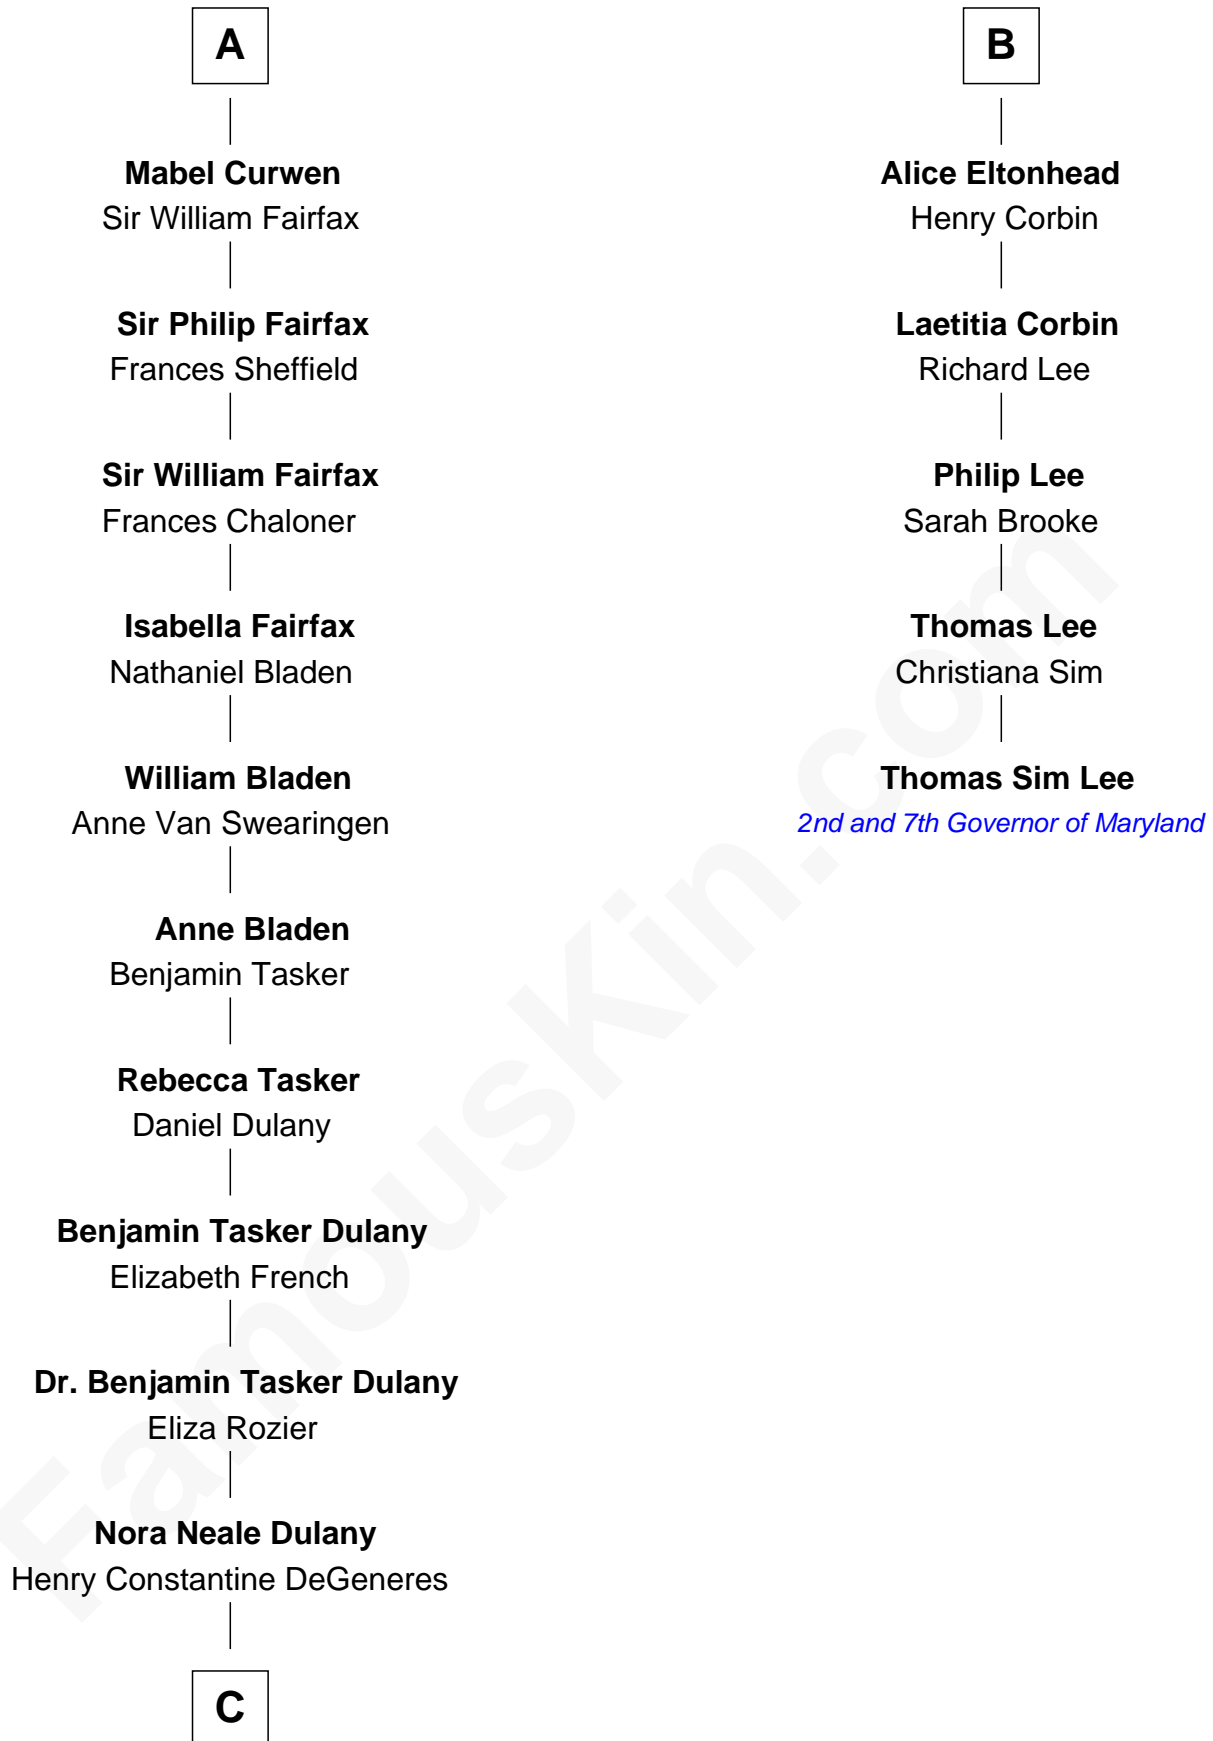 A
Mabel Curwen
Sir William Fairfax
Sir Philip Fairfax
Frances Sheffield
Sir William Fairfax
Frances Chaloner
Isabella Fairfax
Nathaniel Bladen
William Bladen
Anne Van Swearingen
Anne Bladen
Benjamin Tasker
Rebecca Tasker
Daniel Dulany
Benjamin Tasker Dulany
Elizabeth French
Dr. Benjamin Tasker Dulany
Eliza Rozier
Nora Neale Dulany
Henry Constantine DeGeneres
C
B
Alice Eltonhead
Henry Corbin
Laetitia Corbin
Richard Lee
Philip Lee
Sarah Brooke
Thomas Lee
Christiana Sim
Thomas Sim Lee
2nd and 7th Governor of Maryland
FamousKin.com